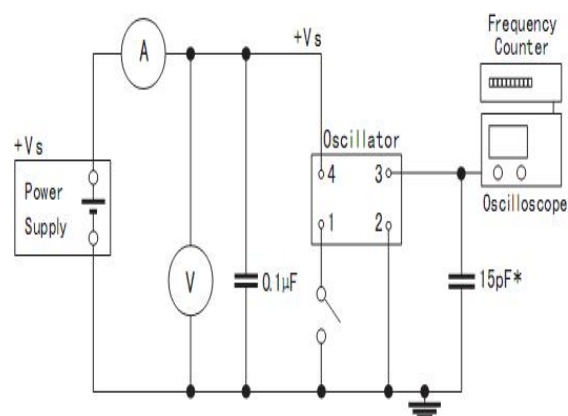 Frequency
Counter
+Vs
A
Oscillator
+Vs
4
3
Oscilloscope
Power
Supply
1
2
V
0.1µF
15pF*